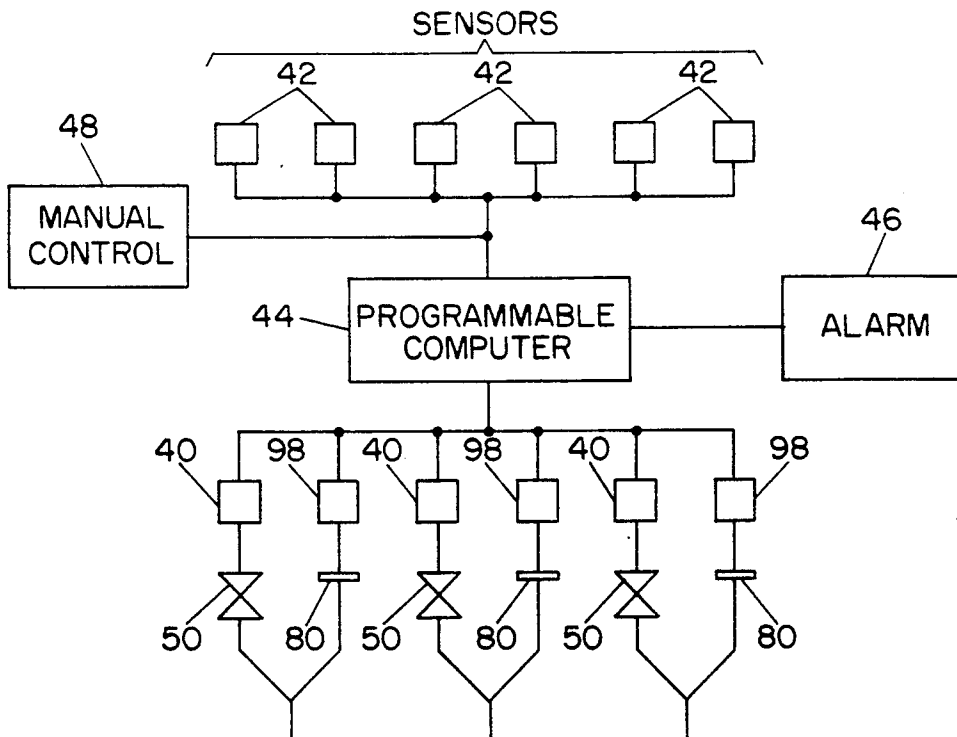 SENSORS
42 42 42
48
MANUAL
CONTROL
46
44
PROGRAMMABLE
COMPUTER
ALARM
40 98 40 98 40 98
50 80 50 80 50 80